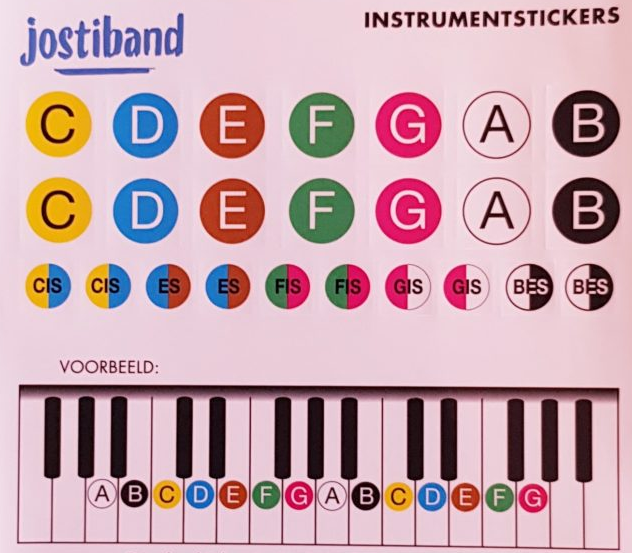 jostiband
INSTRUMENTSTICKERS
C D E F G A B
C D E F G A B
CIS CIS ES ES FIS FIS GIS GIS BES BES
VOORBEELD:
A B C D E F G A B C D E F G